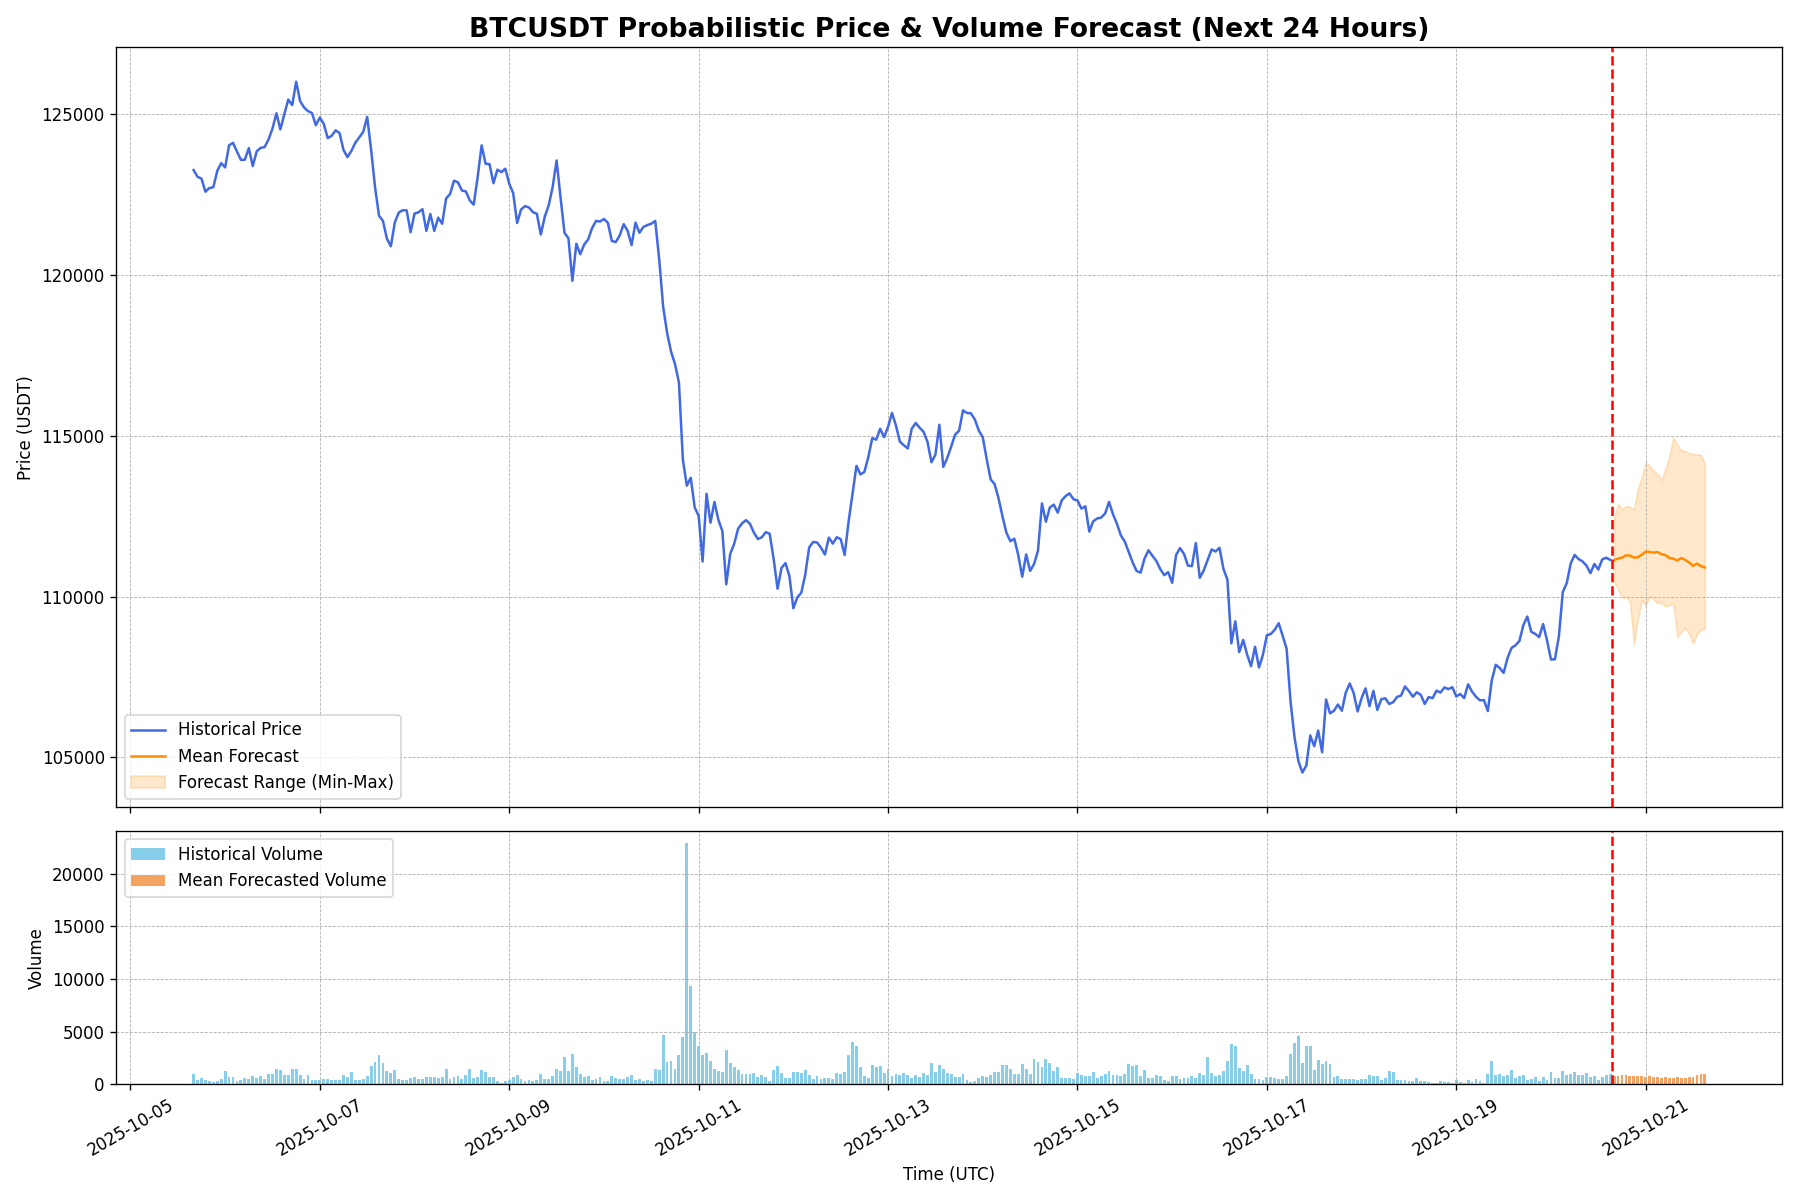 BTCUSDT Probabilistic Price & Volume Forecast (Next 24 Hours)
Price (USDT)
125000
120000
115000
110000
105000
Historical Price
Mean Forecast
Forecast Range (Min-Max)
Volume
20000
15000
10000
5000
0
Historical Volume
Mean Forecasted Volume
2025-10-05
2025-10-07
2025-10-09
2025-10-11
2025-10-13
2025-10-15
2025-10-17
2025-10-19
2025-10-21
Time (UTC)